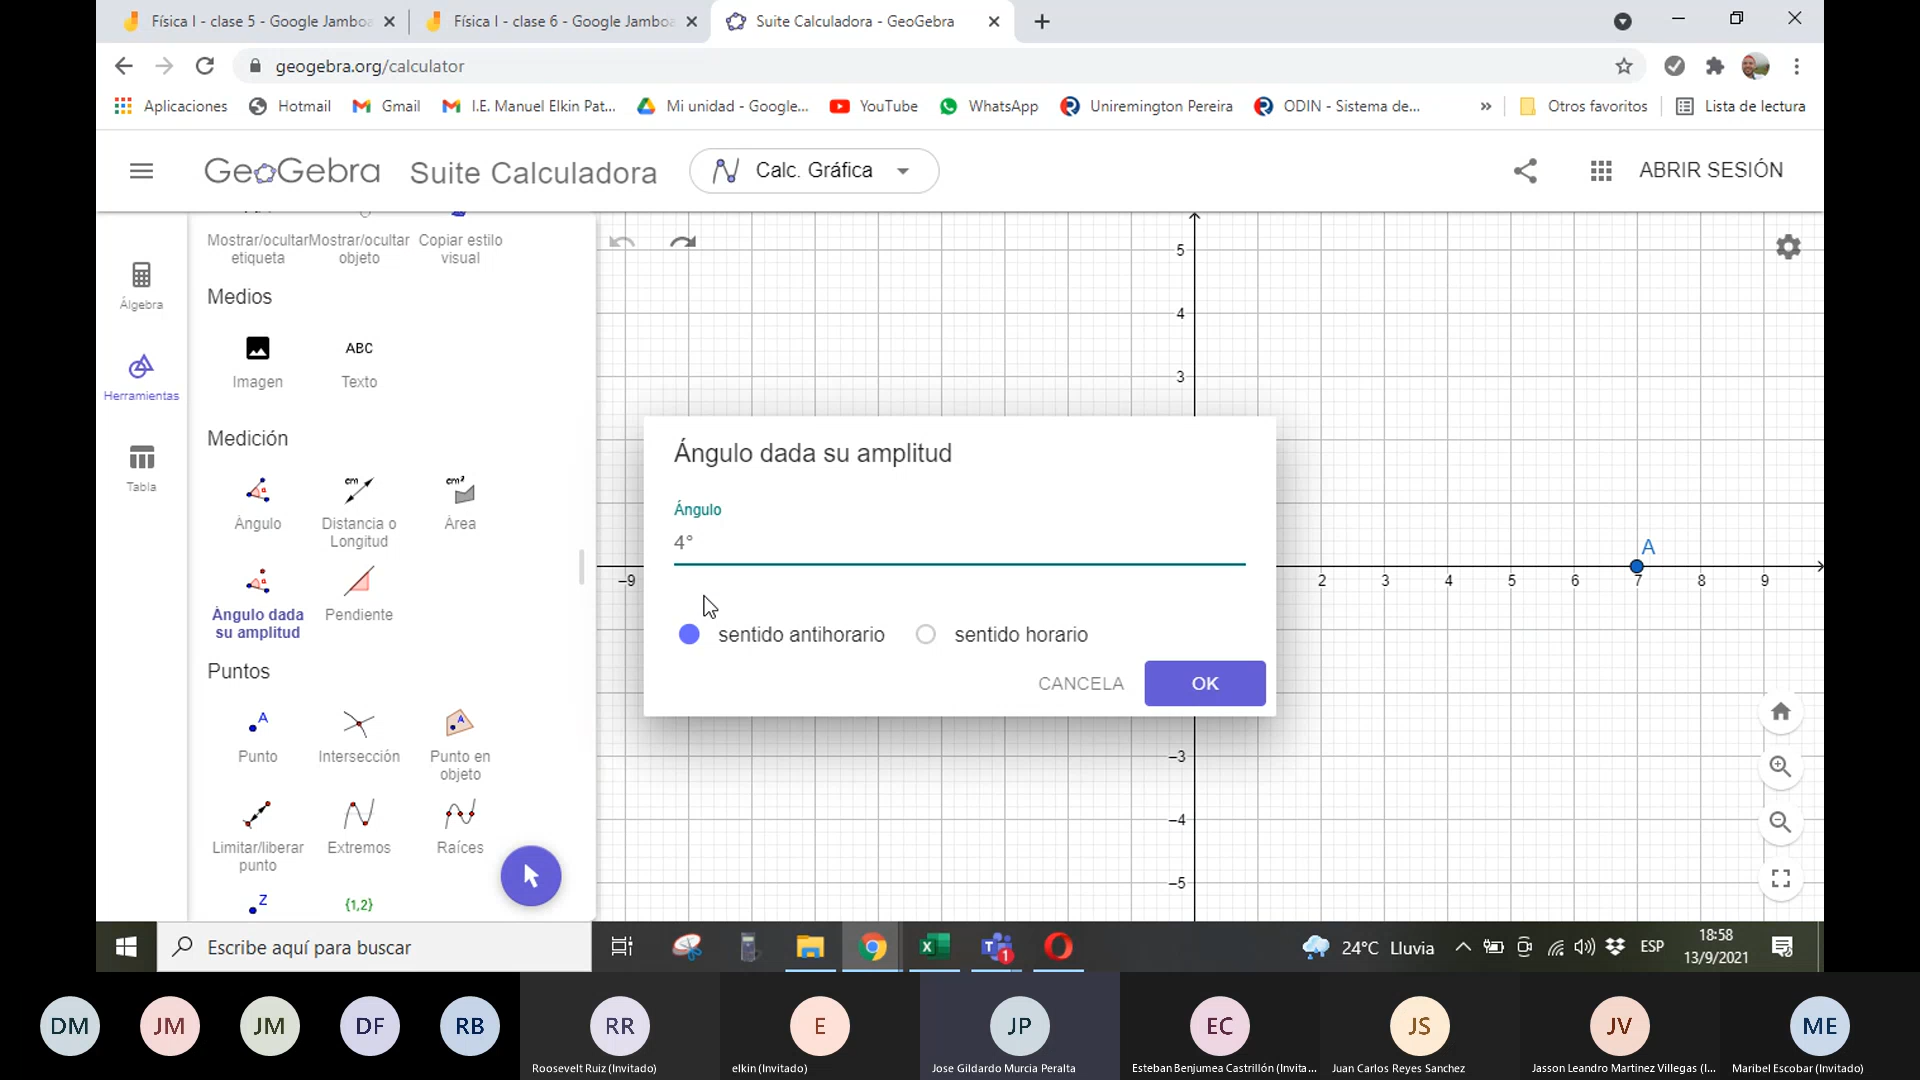 Física I - clase 5 - Google Jamboa
Física I - clase 6 - Google Jamboa
Suite Calculadora - GeoGebra
geogebra.org/calculator
Aplicaciones
Hotmail
Gmail
I.E. Manuel Elkin Pat...
Mi unidad - Google...
YouTube
WhatsApp
Uniremington Pereira
ODIN - Sistema de...
»
Otros favoritos
Lista de lectura
GeoGebra
Suite Calculadora
Calc. Gráfica
ABRIR SESIÓN
Álgebra
Herramientas
Tabla
Mostrar/ocultar
etiqueta
Mostrar/ocultar
objeto
Copiar estilo
visual
Medios
Imagen
ABC
Texto
Medición
Ángulo
cm
Distancia o
Longitud
cm²
Área
Ángulo dada
su amplitud
Pendiente
Puntos
A
Punto
Intersección
A
Punto en
objeto
Limitar/liberar
punto
Extremos
Raíces
Z
{1,2}
5
4
3
–9
2
3
4
5
6
7
8
9
A
–3
–4
–5
Ángulo dada su amplitud
Ángulo
4°
sentido antihorario
sentido horario
CANCELA
OK
Escribe aquí para buscar
1
24°C Lluvia
ESP
18:58
13/9/2021
DM
JM
JM
DF
RB
RR
Roosevelt Ruiz (Invitado)
E
elkin (Invitado)
JP
Jose Gildardo Murcia Peralta
EC
Esteban Benjumea Castrillón (Invita...
JS
Juan Carlos Reyes Sanchez
JV
Jasson Leandro Martinez Villegas (I...
ME
Maribel Escobar (Invitado)